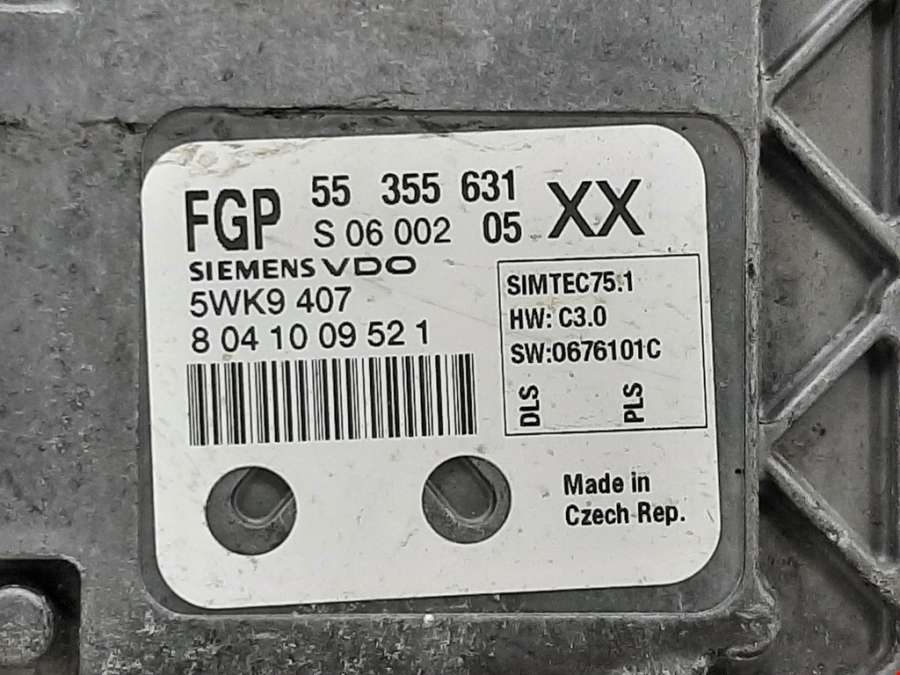 FGP 55 355 631 XX
S 06 002 05
SIEMENS VDO
5WK9 407
8 04 10 09 52 1
SIMTEC75.1
HW: C3.0
SW:0676101C
DLS PLS
Made in
Czech Rep.